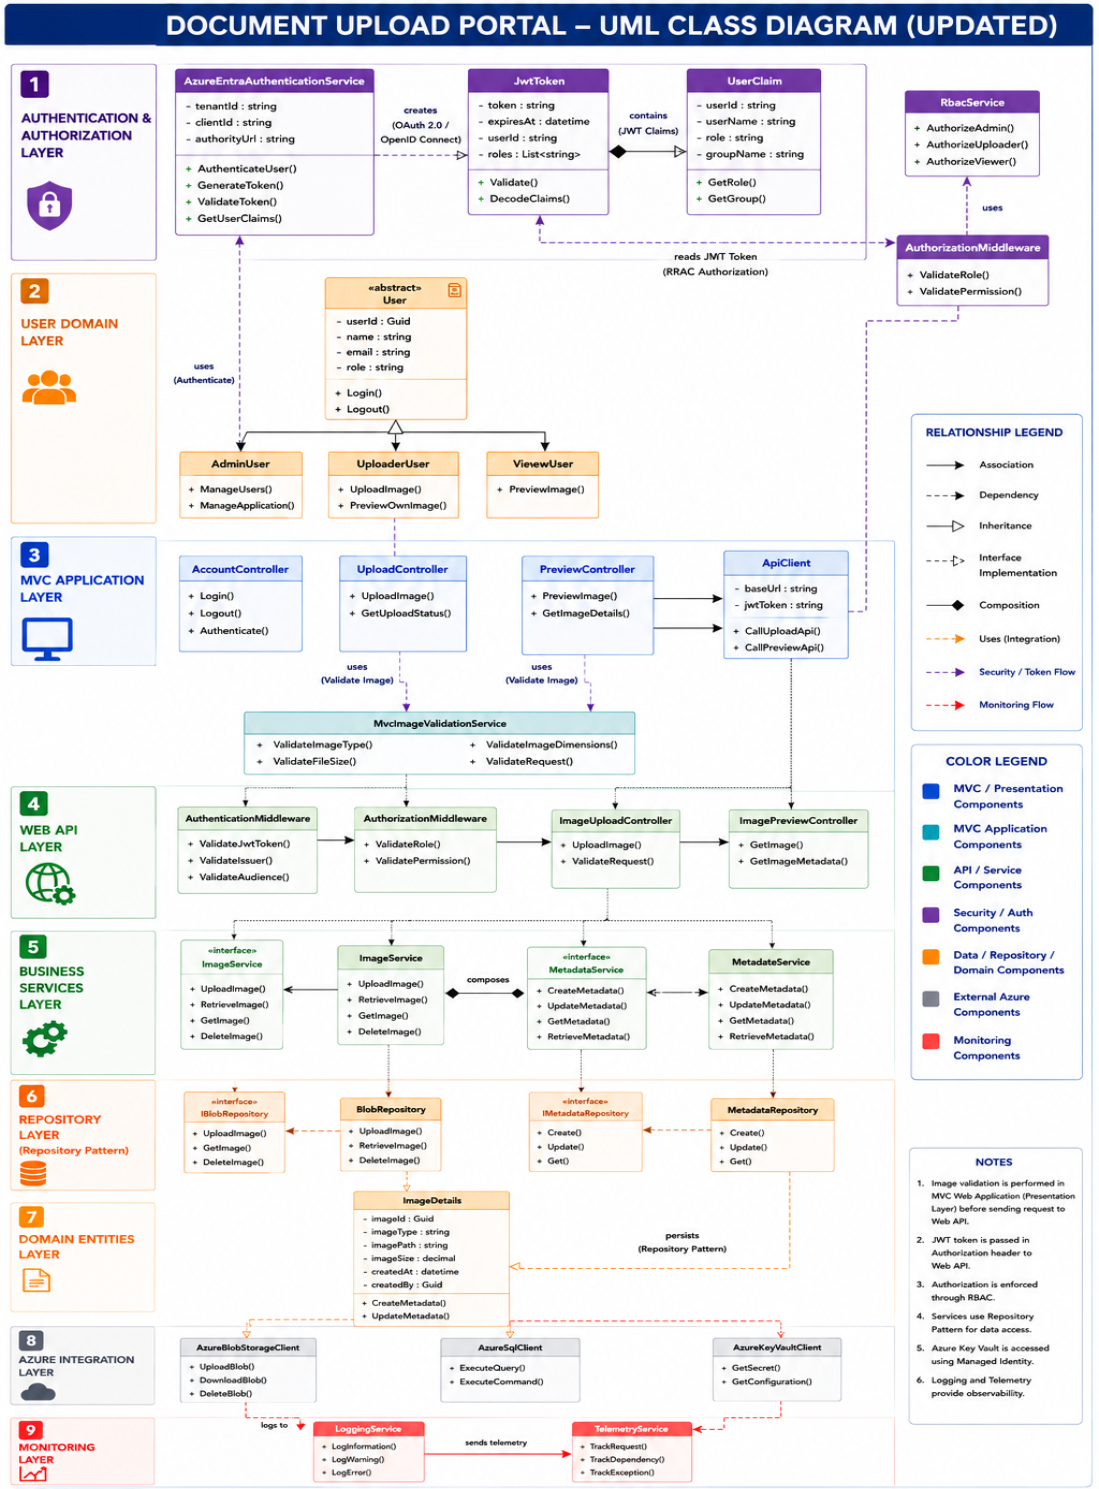 DOCUMENT UPLOAD PORTAL – UML CLASS DIAGRAM (UPDATED)
1
AUTHENTICATION &
AUTHORIZATION
LAYER
AzureEntraAuthenticationService
- tenantId : string
- clientId : string
- authorityUrl : string
+ AuthenticateUser()
+ GenerateToken()
+ ValidateToken()
+ GetUserClaims()
creates
(OAuth 2.0 /
OpenID Connect)
JwtToken
- token : string
- expiresAt : datetime
- userId : string
- roles : List<string>
+ Validate()
+ DecodeClaims()
contains
(JWT Claims)
UserClaim
- userId : string
- userName : string
- role : string
- groupName : string
+ GetRole()
+ GetGroup()
RbacService
+ AuthorizeAdmin()
+ AuthorizeUploader()
+ AuthorizeViewer()
uses
AuthorizationMiddleware
+ ValidateRole()
+ ValidatePermission()
reads JMT Token
(RRAC Authorization)
2
USER DOMAIN
LAYER
«abstract»
User
- userId : Guid
- name : string
- email : string
- role : string
+ Login()
+ Logout()
uses
(Authenticate)
AdminUser
+ ManageUsers()
+ ManageApplication()
UploaderUser
+ UploadImage()
+ PreviewOwnImage()
+ PreviewImage()
RELATIONSHIP LEGEND
Association
Dependency
Inheritance
Interface
Implementation
Composition
Uses (Integration)
Security / Token Flow
Monitoring Flow
3
MVC APPLICATION
LAYER
AccountController
+ Login()
+ Logout()
+ Authenticate()
UploadController
+ UploadImage()
+ GetUploadStatus()
PreviewController
+ PreviewImage()
+ GetImageDetails()
ApiClient
- baseUrl : string
- jwtToken : string
+ CallUploadApi()
+ CallPreviewApi()
uses
(Validate Image)
uses
(Validate Image)
MvcImageValidationService
+ ValidateImageType()
+ ValidateFileSize()
+ ValidateImageDimensions()
+ ValidateRequest()
COLOR LEGEND
MVC / Presentation
Components
MVC Application
Components
API / Service
Components
Security / Auth
Components
Data / Repository /
Domain Components
External Azure
Components
Monitoring
Components
4
WEB API
LAYER
AuthenticationMiddleware
+ ValidateJwtToken()
+ ValidateIssuer()
+ ValidateAudience()
AuthorizationMiddleware
+ ValidateRole()
+ ValidatePermission()
ImageUploadController
+ UploadImage()
+ ValidateRequest()
ImagePreviewController
+ GetImage()
+ GetImageMetadata()
5
BUSINESS
SERVICES
LAYER
«interface»
ImageService
+ UploadImage()
+ RetrieveImage()
+ GetImage()
+ DeleteImage()
ImageService
+ UploadImage()
+ RetrieveImage()
+ GetImage()
+ DeleteImage()
composes
«interface»
MetadataService
+ CreateMetadata()
+ UpdateMetadata()
+ GetMetadata()
+ RetrieveMetadata()
MetadateService
+ CreateMetadata()
+ UpdateMetadata()
+ GetMetadata()
+ RetrieveMetadata()
6
REPOSITORY
LAYER
(Repository Pattern)
«interface»
IBlobRepository
+ UploadImage()
+ GetImage()
+ DeleteImage()
BlobRepository
+ UploadImage()
+ RetrieveImage()
+ DeleteImage()
«interface»
IMetadataRepository
+ Create()
+ Update()
+ Get()
MetadataRepository
+ Create()
+ Update()
+ Get()
7
DOMAIN ENTITIES
LAYER
ImageDetails
- imageId : Guid
- imageType : string
- imagePath : string
- imageSize : decimal
- createdAt : datetime
- createdBy : Guid
+ CreateMetadata()
+ UpdateMetadata()
persists
(Repository Pattern)
NOTES
1. Image validation is performed in
MVC Web Application (Presentation
Layer) before sending request to
Web API.
2. JWT token is passed in
Authorization header to
Web API.
3. Authorization is enforced
through RBAC.
4. Services use Repository
Pattern for data access.
5. Azure Key Vault is accessed
using Managed Identity.
6. Logging and Telemetry
provide observability.
8
AZURE INTEGRATION
LAYER
AzureBlobStorageClient
+ UploadBlob()
+ DownloadBlob()
+ DeleteBlob()
AzureSqlClient
+ ExecuteQuery()
+ ExecuteCommand()
AzureKeyVaultClient
+ GetSecret()
+ GetConfiguration()
9
MONITORING
LAYER
logs to
LoggingService
+ LogInformation()
+ LogWarning()
+ LogError()
sends telemetry
TelemetryService
+ TrackRequest()
+ TrackDependency()
+ TrackException()